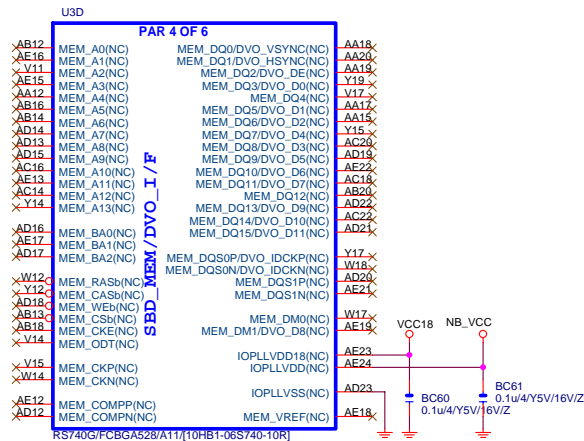 U3D
PAR 4 OF 6
AB12 MEM_A0(NC) MEM_DQ0/DVO_VSYNC(NC) AA18
AE16 MEM_A1(NC) MEM_DQ1/DVO_HSYNC(NC) AA20
V11 MEM_A2(NC) MEM_DQ2/DVO_DE(NC) AA19
AE15 MEM_A3(NC) MEM_DQ3/DVO_D0(NC) Y19
AA12 MEM_A4(NC) MEM_DQ4(NC) V17
AB16 MEM_A5(NC) MEM_DQ5/DVO_D1(NC) AA17
AB14 MEM_A6(NC) MEM_DQ6/DVO_D2(NC) AA15
AD14 MEM_A7(NC) MEM_DQ7/DVO_D4(NC) Y15
AD13 MEM_A8(NC) MEM_DQ8/DVO_D3(NC) AC20
AD15 MEM_A9(NC) MEM_DQ9/DVO_D5(NC) AD19
AC16 MEM_A10(NC) MEM_DQ10/DVO_D6(NC) AE22
AE13 MEM_A11(NC) MEM_DQ11/DVO_D7(NC) AC18
AC14 MEM_A12(NC) MEM_DQ12(NC) AB20
Y14 MEM_A13(NC) MEM_DQ13/DVO_D9(NC) AD22
MEM_DQ14/DVO_D10(NC) AC22
AD16 MEM_BA0(NC) MEM_DQ15/DVO_D11(NC) AD21
AE17 MEM_BA1(NC)
AD17 MEM_BA2(NC) MEM_DQS0P/DVO_IDCKP(NC) Y17
MEM_DQS0N/DVO_IDCKN(NC) W18
W12 MEM_RASb(NC) MEM_DQS1P(NC) AD20
Y12 MEM_CASb(NC) MEM_DQS1N(NC) AE21
AD18 MEM_WEb(NC)
AB13 MEM_CSb(NC) MEM_DM0(NC) W17
AB18 MEM_CKE(NC) MEM_DM1/DVO_D8(NC) AE19
V14 MEM_ODT(NC)
SBD_MEM/DVO_I/F
VCC18 NB_VCC
IOPLLVDD18(NC) AE23
V15 MEM_CKP(NC) IOPLLVDD(NC) AE24
W14 MEM_CKN(NC)
IOPLLVSS(NC) AD23
AE12 MEM_COMPP(NC)
AD12 MEM_COMPN(NC) MEM_VREF(NC) AE18
BC60
0.1u/4/Y5V/16V/Z
BC61
0.1u/4/Y5V/16V/Z
RS740G/FCBGA528/A11/[10HB1-06S740-10R]